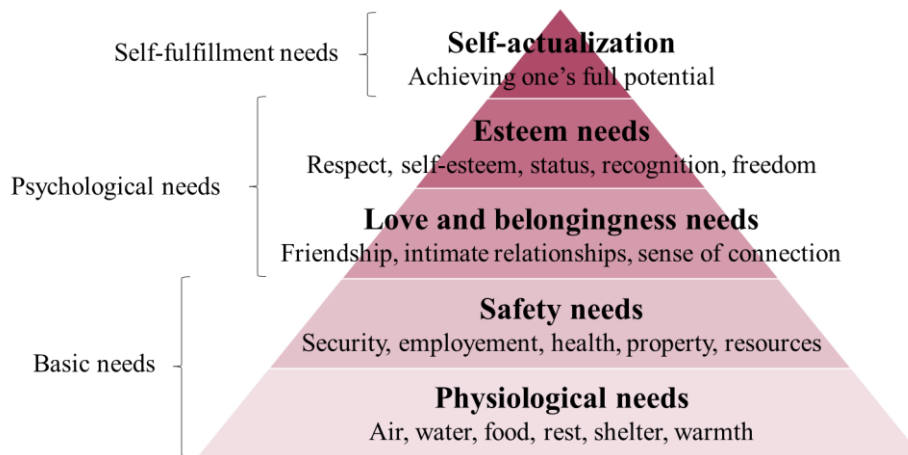 Self-fulfillment needs
Self-actualization
Achieving one’s full potential
Psychological needs
Esteem needs
Respect, self-esteem, status, recognition, freedom
Love and belongingness needs
Friendship, intimate relationships, sense of connection
Basic needs
Safety needs
Security, employement, health, property, resources
Physiological needs
Air, water, food, rest, shelter, warmth